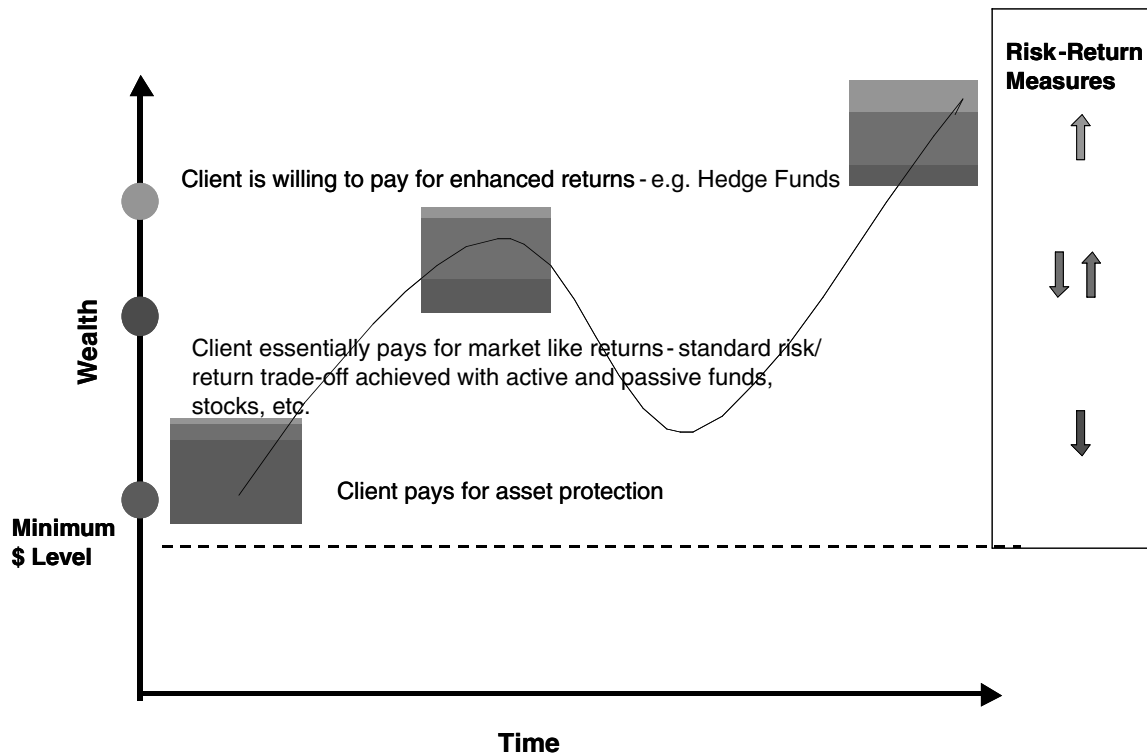 Risk-Return
Measures
Client is willing to pay for enhanced returns - e.g. Hedge Funds
Wealth
Client essentially pays for market like returns - standard risk/
return trade-off achieved with active and passive funds,
stocks, etc.
Client pays for asset protection
Minimum
$ Level
Time